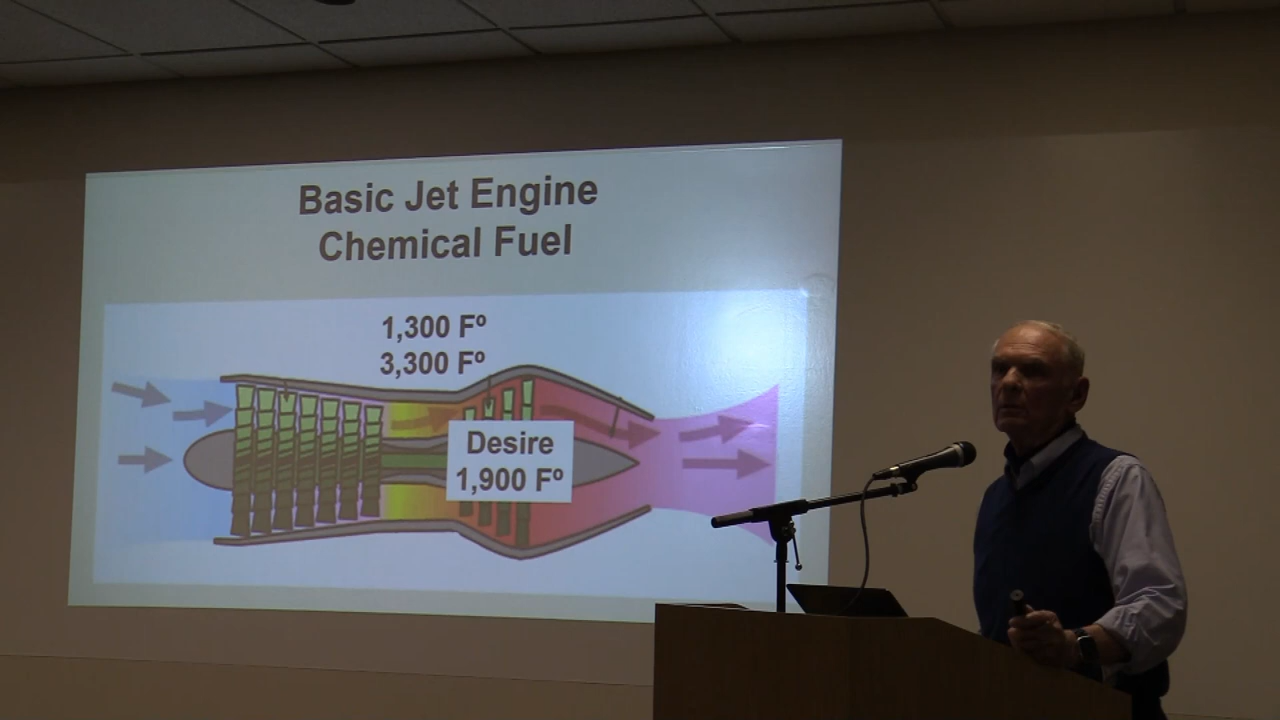 Basic Jet Engine
Chemical Fuel
1,300 Fº
3,300 Fº
Desire
1,900 Fº